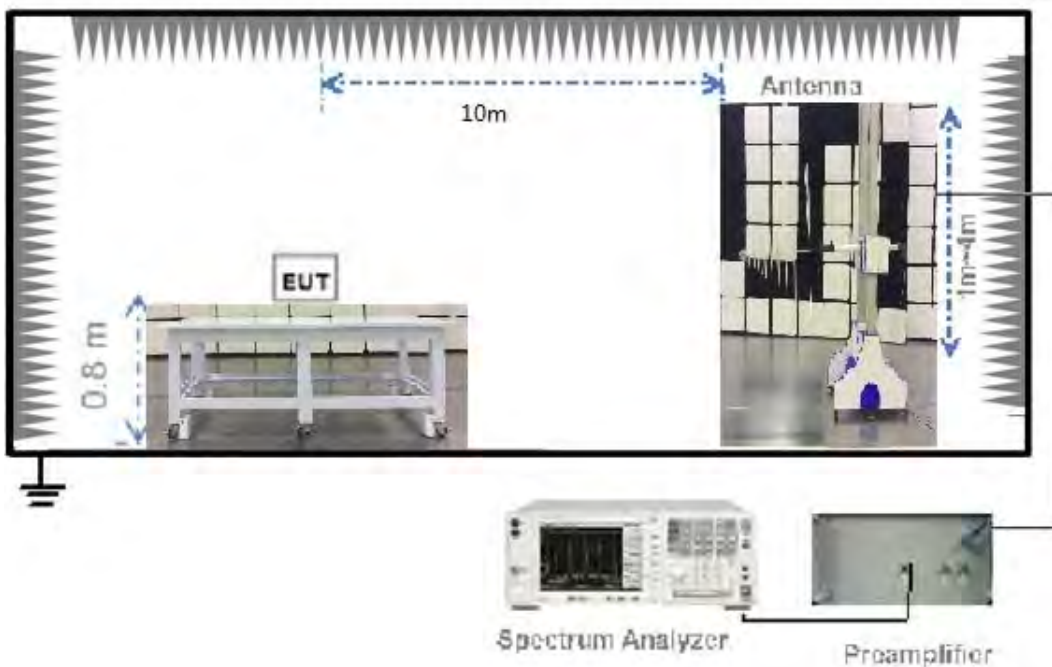 Antenna
10m
EUT
0.8 m
1m~4m
Spectrum Analyzer
Preamplifier